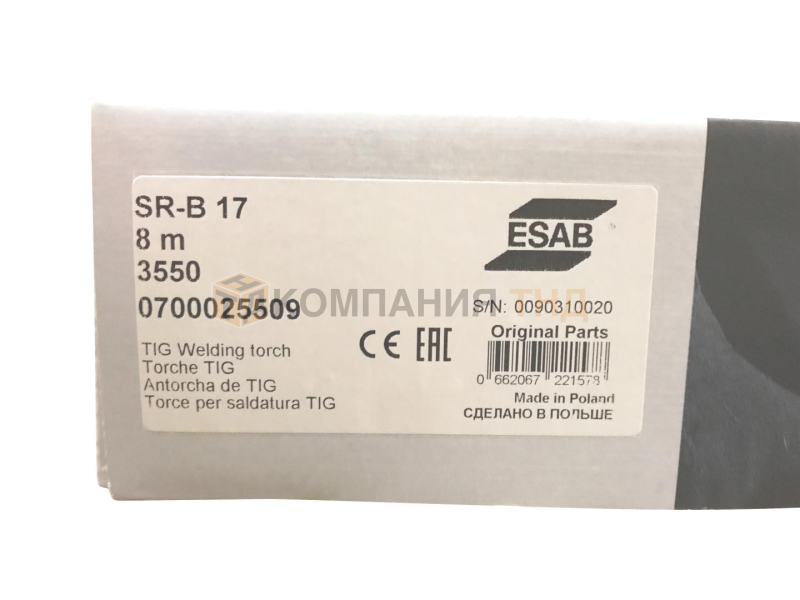 SR-B 17
8 m
3550
0700025509
TIG Welding torch
Torche TIG
Antorcha de TIG
Torce per saldatura TIG
CE EAC
ESAB
S/N: 0090310020
Original Parts
0 662067 221578
Made in Poland
СДЕЛАНО В ПОЛЬШЕ
КОМПАНИЯ ТИД